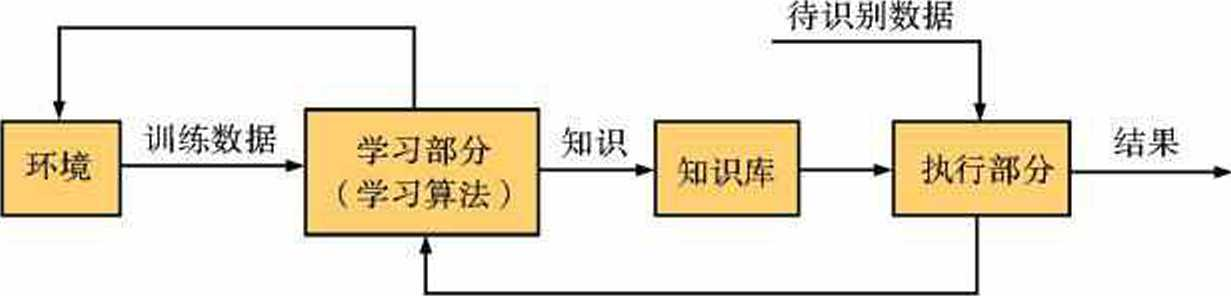 待识别数据
环境
训练数据
学习部分
（学习算法）
知识
知识库
执行部分
结果